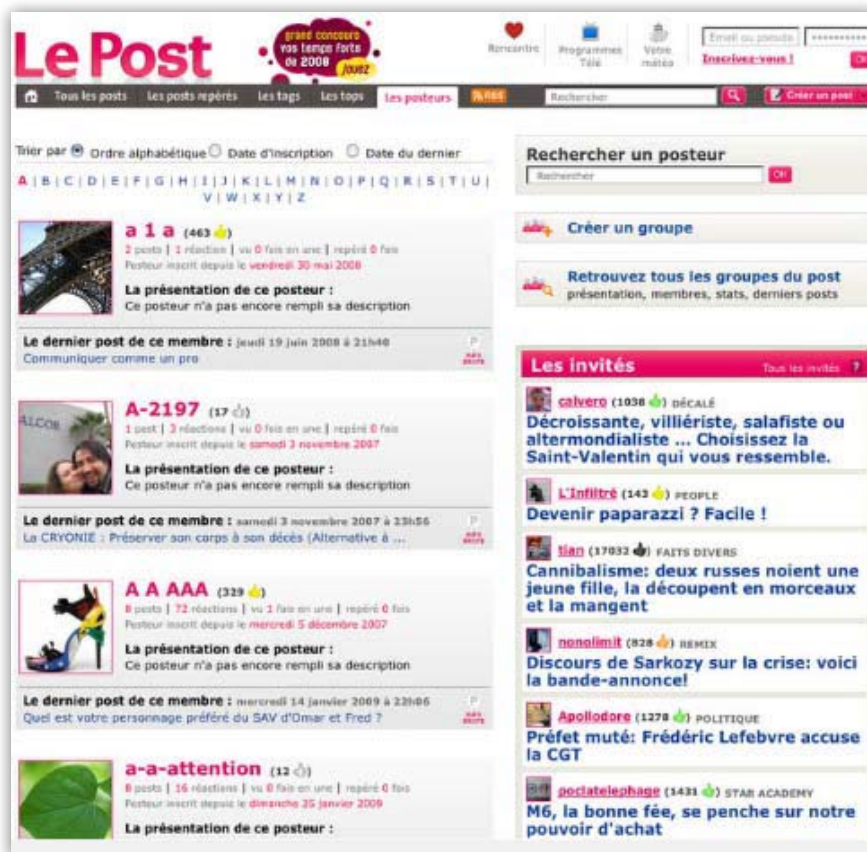 Le Post
grand concours
vos temps forts
de 2008 jouez
Rencontre
Programmes
Télé
Votre
météo
Email ou pseudo
Inscrivez-vous !
OK
Tous les posts
Les posts repérés
Les tags
Les tops
Les posteurs
RSS
Rechercher
Créer un post
Trier par Ordre alphabétique Date d'inscription Date du dernier
A | B | C | D | E | F | G | H | I | J | K | L | M | N | O | P | Q | R | S | T | U |
V | W | X | Y | Z
a 1 a (463)
2 posts | 1 réaction | vu 0 fois en une | repéré 0 fois
Posteur inscrit depuis le vendredi 30 mai 2008
La présentation de ce posteur :
Ce posteur n'a pas encore rempli sa description
Le dernier post de ce membre : jeudi 19 juin 2008 à 21h40
Communiquer comme un pro
A-2197 (17)
1 post | 3 réactions | vu 0 fois en une | repéré 0 fois
Posteur inscrit depuis le samedi 3 novembre 2007
La présentation de ce posteur :
Ce posteur n'a pas encore rempli sa description
Le dernier post de ce membre : samedi 3 novembre 2007 à 23h56
La CRYONIE : Préserver son corps à son décès (Alternative à ...
A A AAA (329)
8 posts | 72 réactions | vu 1 fois en une | repéré 0 fois
Posteur inscrit depuis le mercredi 5 décembre 2007
La présentation de ce posteur :
Ce posteur n'a pas encore rempli sa description
Le dernier post de ce membre : mercredi 14 janvier 2009 à 22h06
Quel est votre personnage préféré du SAV d'Omar et Fred ?
a-a-attention (12)
8 posts | 16 réactions | vu 0 fois en une | repéré 0 fois
Posteur inscrit depuis le dimanche 25 janvier 2009
La présentation de ce posteur :
Rechercher un posteur
Rechercher
OK
Créer un groupe
Retrouvez tous les groupes du post
présentation, membres, stats, derniers posts
Les invités
Tous les invités ?
calvero (1038) DÉCALÉ
Décroissante, villiériste, salafiste ou
altermondialiste ... Choisissez la
Saint-Valentin qui vous ressemble.
L'Infiltré (143) PEOPLE
Devenir paparazzi ? Facile !
tian (17032) FAITS DIVERS
Cannibalisme: deux russes noient une
jeune fille, la découpent en morceaux
et la mangent
nonolimit (828) REMIX
Discours de Sarkozy sur la crise: voici
la bande-annonce!
Apollodore (1278) POLITIQUE
Préfet muté: Frédéric Lefebvre accuse
la CGT
poclatelephage (1431) STAR ACADEMY
M6, la bonne fée, se penche sur notre
pouvoir d'achat